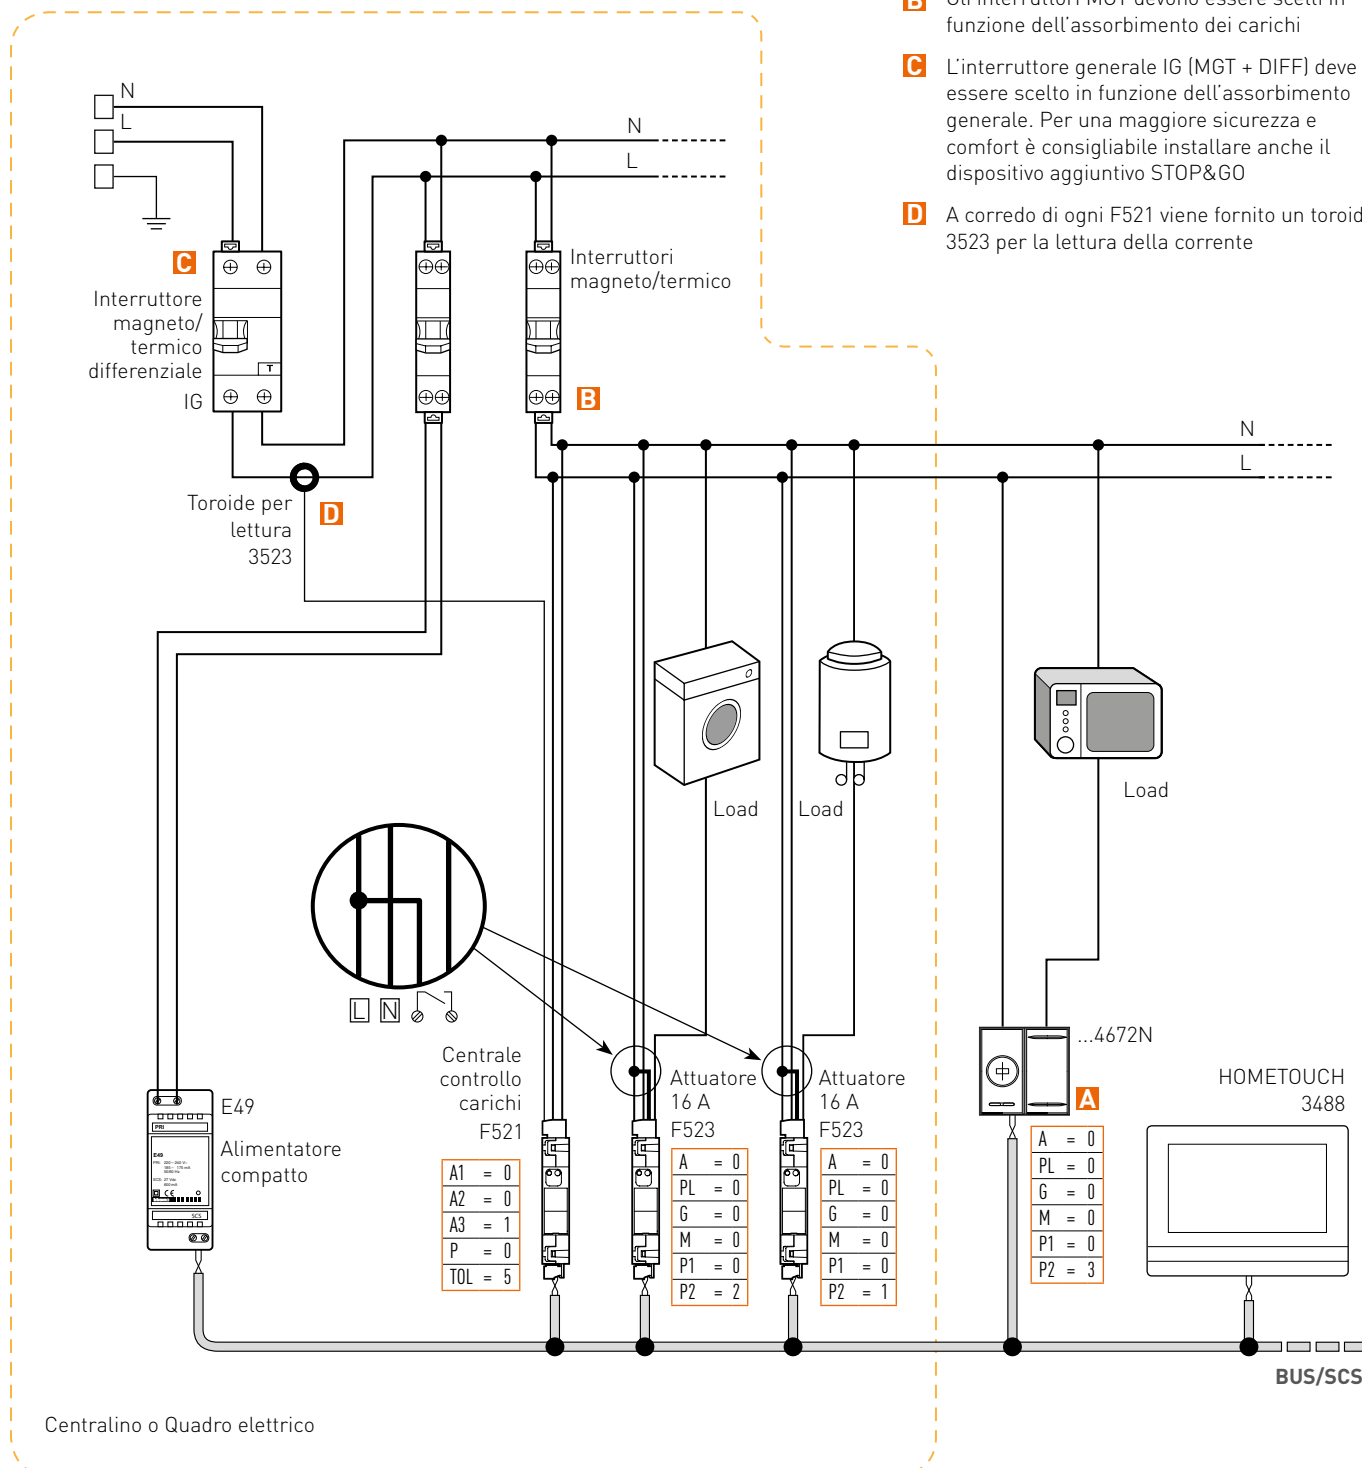 B Gli interruttori MGT devono essere scelti in
funzione dell'assorbimento dei carichi
C L'interruttore generale IG (MGT + DIFF) deve
essere scelto in funzione dell'assorbimento
generale. Per una maggiore sicurezza e
comfort è consigliabile installare anche il
dispositivo aggiuntivo STOP&GO
D A corredo di ogni F521 viene fornito un toroid
3523 per la lettura della corrente
N
L
N
L
C
Interruttore
magneto/
termico
differenziale
IG
T
Interruttori
magneto/termico
B
N
L
Toroide per
lettura
3523
D
Load
Load
Load
L N
Centrale
controllo
carichi
F521
A1 = 0
A2 = 0
A3 = 1
P = 0
TOL = 5
Attuatore
16 A
F523
A = 0
PL = 0
G = 0
M = 0
P1 = 0
P2 = 2
Attuatore
16 A
F523
A = 0
PL = 0
G = 0
M = 0
P1 = 0
P2 = 1
...4672N
A
A = 0
PL = 0
G = 0
M = 0
P1 = 0
P2 = 3
HOMETOUCH
3488
E49
Alimentatore
compatto
PRI
E49
SCS
BUS/SCS
Centralino o Quadro elettrico